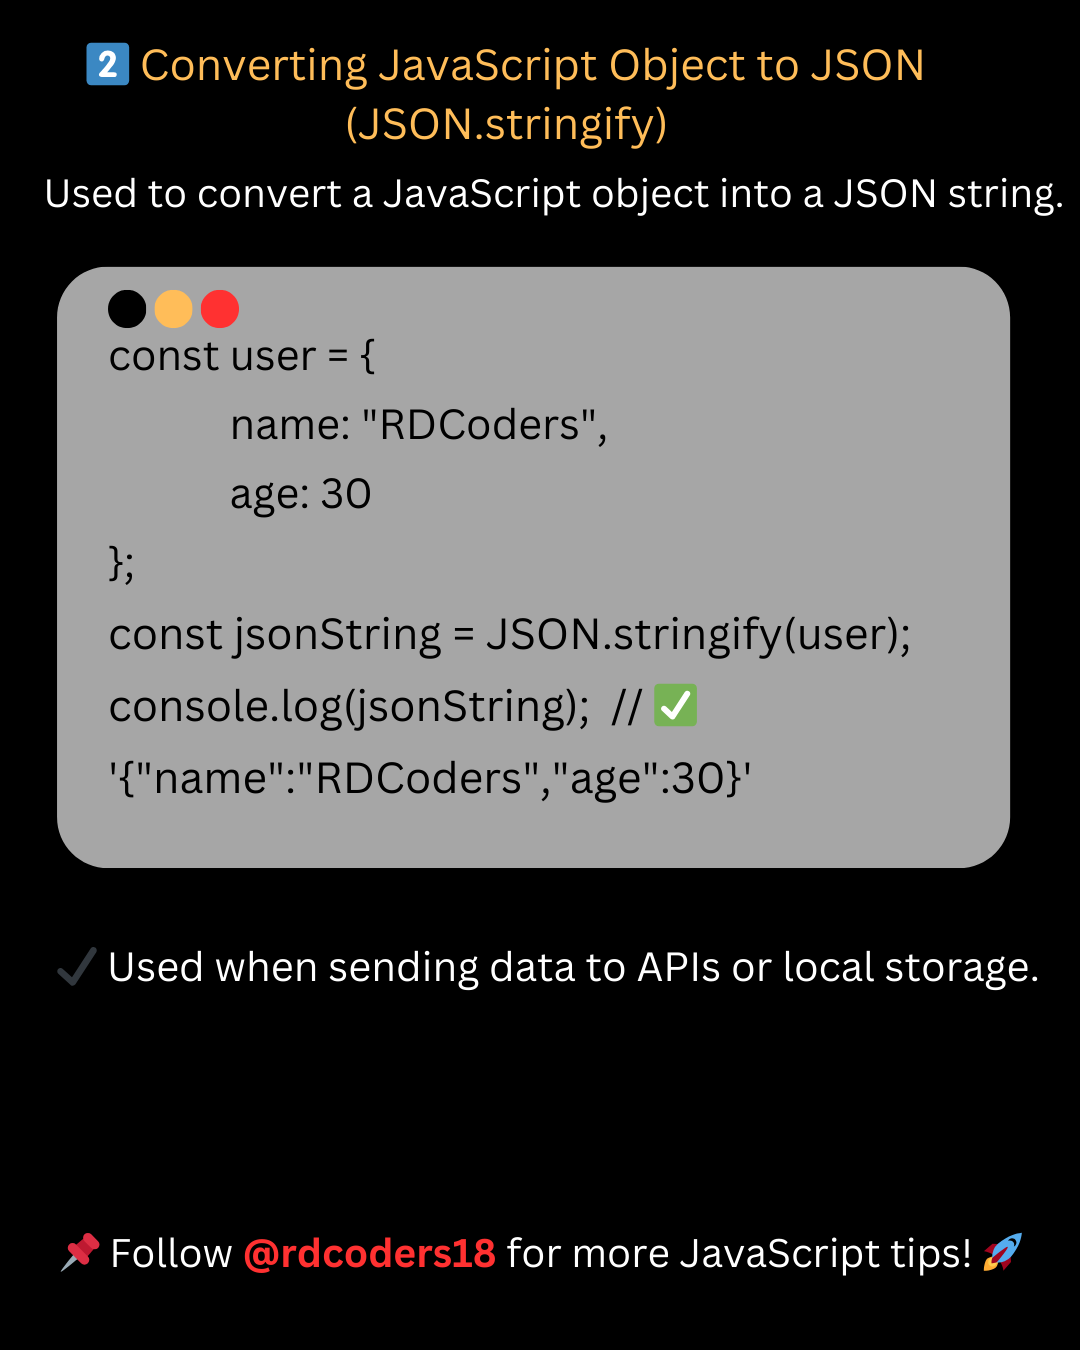 2️⃣ Converting JavaScript Object to JSON
(JSON.stringify)
Used to convert a JavaScript object into a JSON string.
const user = {
name: "RDCoders",
age: 30
};
const jsonString = JSON.stringify(user);
console.log(jsonString);  // ✅
'{"name":"RDCoders","age":30}'
✔ Used when sending data to APIs or local storage.
📌 Follow @rdcoders18 for more JavaScript tips! 🚀